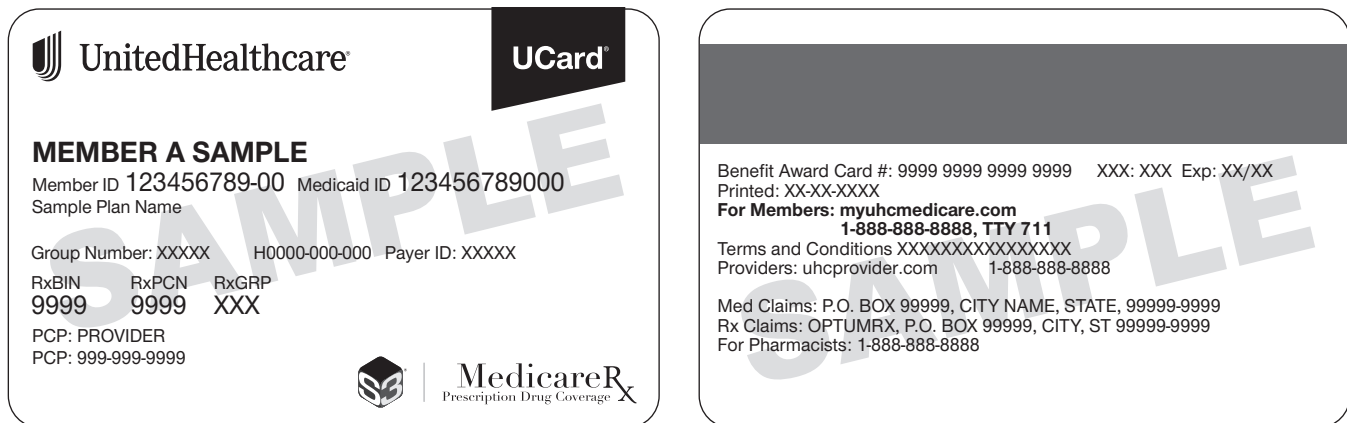 UnitedHealthcare®
UCard®
MEMBER A SAMPLE
Member ID 123456789-00 Medicaid ID 123456789000
Sample Plan Name
Group Number: XXXXX H0000-000-000 Payer ID: XXXXX
RxBIN RxPCN RxGRP
9999 9999 XXX
PCP: PROVIDER
PCP: 999-999-9999
S3
MedicareRx
Prescription Drug Coverage
SAMPLE
Benefit Award Card #: 9999 9999 9999 9999 XXX: XXX Exp: XX/XX
Printed: XX-XX-XXXX
For Members: myuhcmedicare.com
1-888-888-8888, TTY 711
Terms and Conditions XXXXXXXXXXXXXXXX
Providers: uhcprovider.com 1-888-888-8888
Med Claims: P.O. BOX 99999, CITY NAME, STATE, 99999-9999
Rx Claims: OPTUMRX, P.O. BOX 99999, CITY, ST 99999-9999
For Pharmacists: 1-888-888-8888
SAMPLE